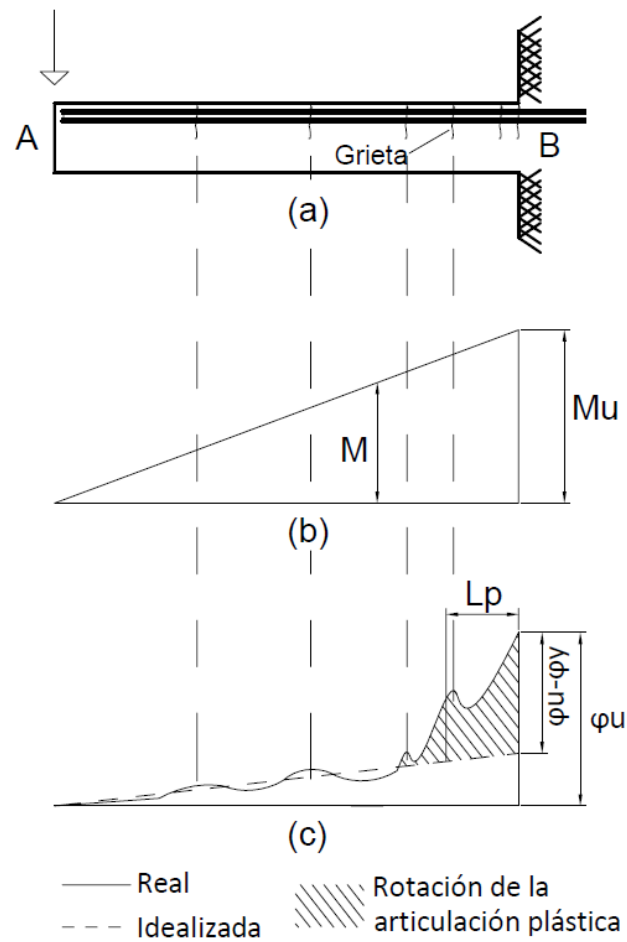 A
B
Grieta
(a)
M
Mu
(b)
Lp
φu-φy
φu
(c)
Real
Idealizada
Rotación de la
articulación plástica